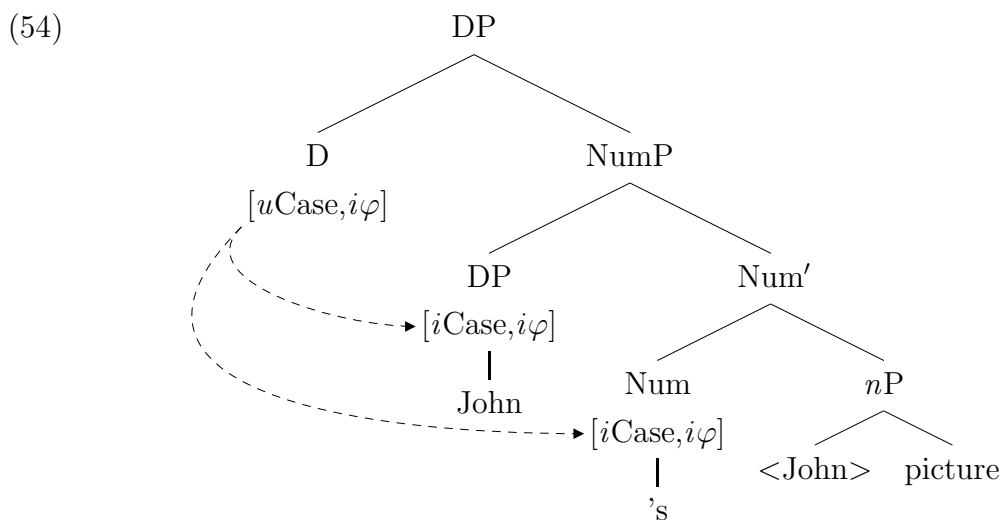 (54) DP
D NumP
[uCase,iφ]
DP Num′
[iCase,iφ]
John
Num nP
[iCase,iφ]
<John> picture
's